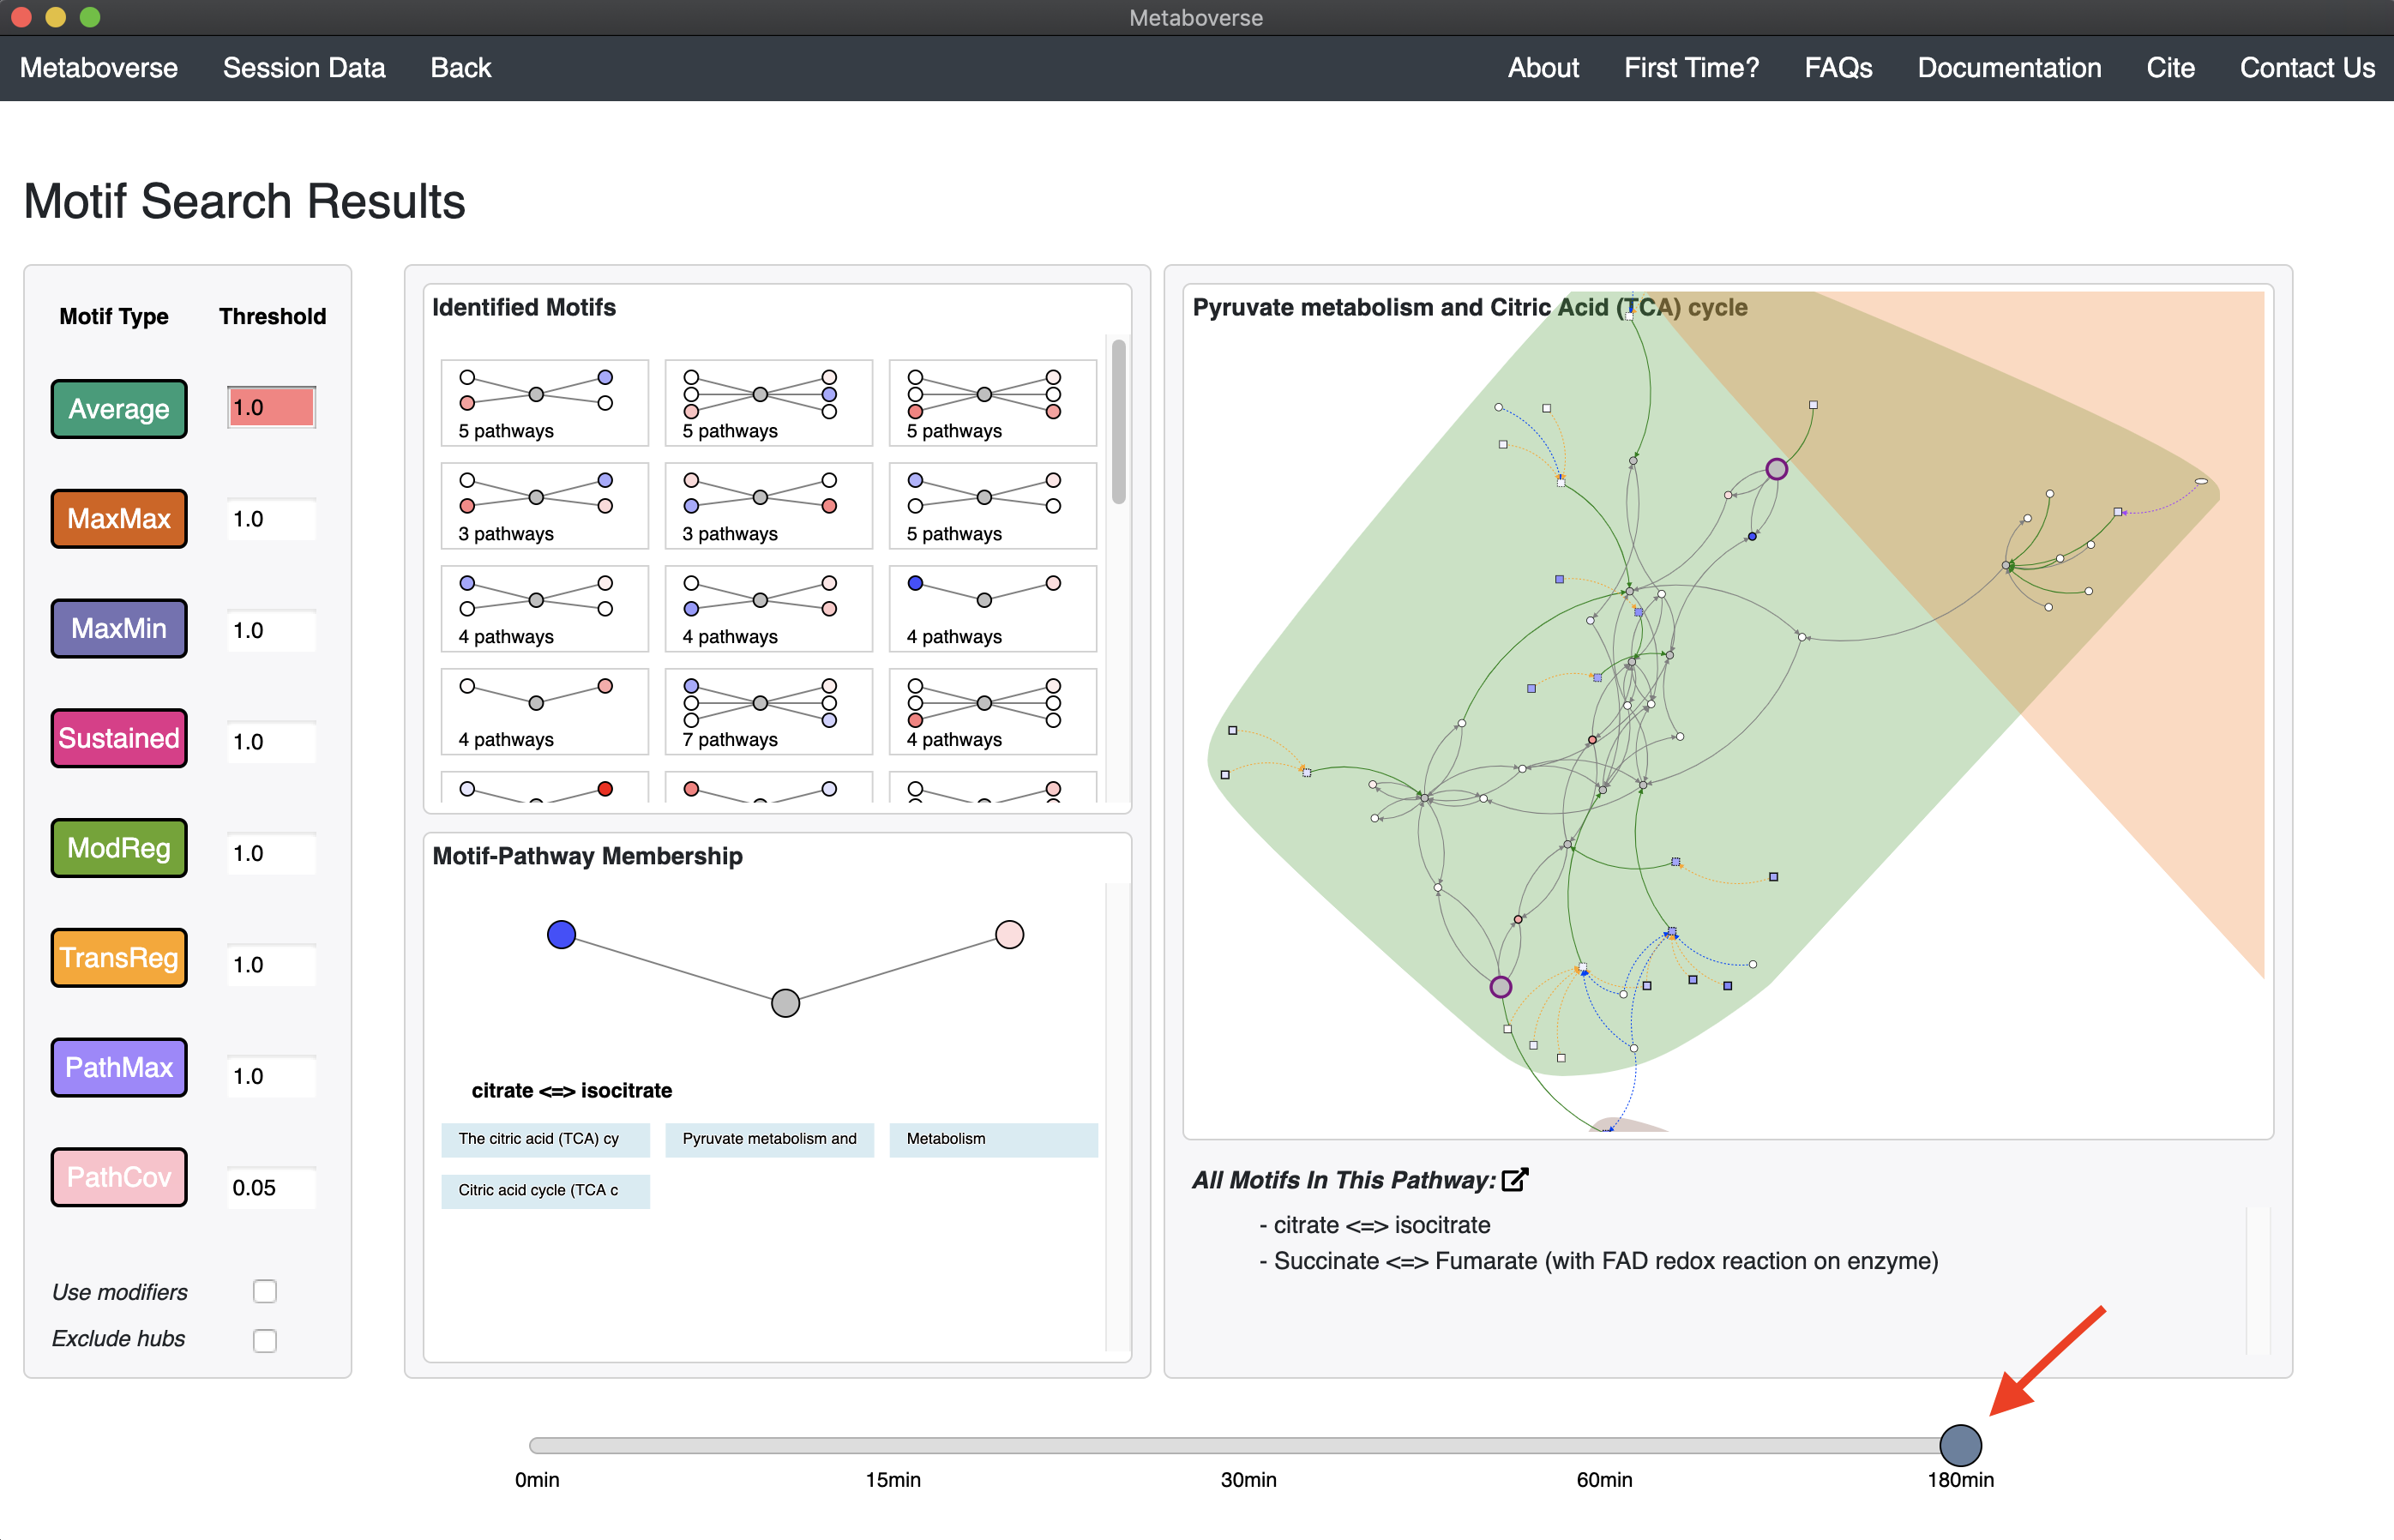 Metaboverse
Metaboverse Session Data Back About First Time? FAQs Documentation Cite Contact Us
Motif Search Results
Motif Type Threshold
Average 1.0
MaxMax 1.0
MaxMin 1.0
Sustained 1.0
ModReg 1.0
TransReg 1.0
PathMax 1.0
PathCov 0.05
Use modifiers
Exclude hubs
Identified Motifs
5 pathways 5 pathways 5 pathways
3 pathways 3 pathways 5 pathways
4 pathways 4 pathways 4 pathways
4 pathways 7 pathways 4 pathways
Motif-Pathway Membership
citrate <=> isocitrate
The citric acid (TCA) cy Pyruvate metabolism and Metabolism
Citric acid cycle (TCA c
Pyruvate metabolism and Citric Acid (TCA) cycle
All Motifs In This Pathway:
- citrate <=> isocitrate
- Succinate <=> Fumarate (with FAD redox reaction on enzyme)
0min 15min 30min 60min 180min